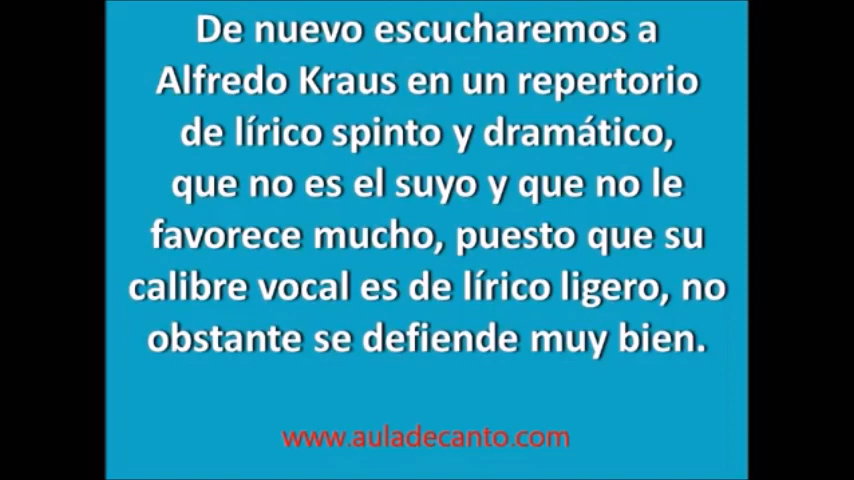 De nuevo escucharemos a
Alfredo Kraus en un repertorio
de lírico spinto y dramático,
que no es el suyo y que no le
favorece mucho, puesto que su
calibre vocal es de lírico ligero, no
obstante se defiende muy bien.
www.auladecanto.com